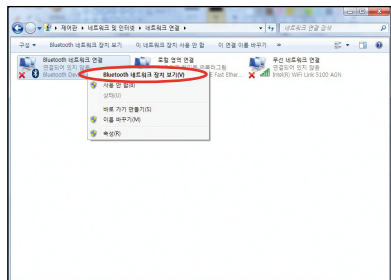 제어판 ▸ 네트워크 및 인터넷 ▸ 네트워크 연결 ▸
네트워크 연결 검색
구성 ▾ Bluetooth 네트워크 장치 보기 이 네트워크 장치 사용 안 함 이 연결 이름 바꾸기 »
Bluetooth 네트워크 연결
연결되어 있지 않음
Bluetooth
로컬 영역 연결
무선 네트워크 연결
연결되어 있지 않음
Intel(R) WiFi Link 5100 AGN
Bluetooth 네트워크 장치 보기(V)
사용 안 함(B)
상태(U)
바로 가기 만들기(S)
이름 바꾸기(M)
속성(R)